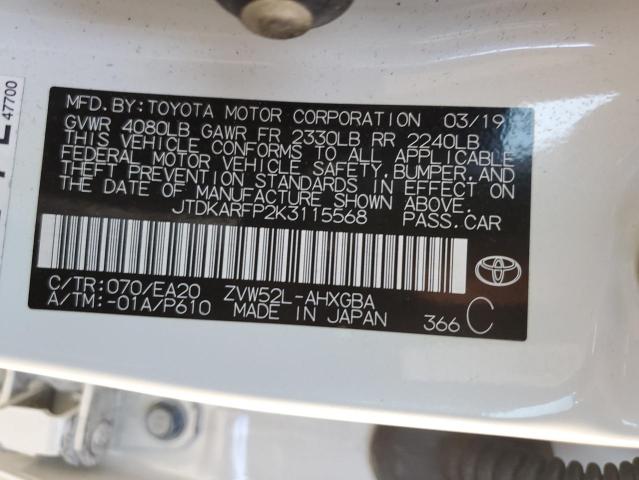 47700
MFD. BY: TOYOTA MOTOR CORPORATION 03/19
GVWR 4080LB GAWR FR 2330LB RR 2240LB
THIS VEHICLE CONFORMS TO ALL APPLICABLE
FEDERAL MOTOR VEHICLE SAFETY, BUMPER, AND
THEFT PREVENTION STANDARDS IN EFFECT ON
THE DATE OF MANUFACTURE SHOWN ABOVE.
JTDKARFP2K3115568 PASS. CAR
C/TR: 070/EA20 ZVW52L-AHXGBA
A/TM: -01A/P610 MADE IN JAPAN 366 C